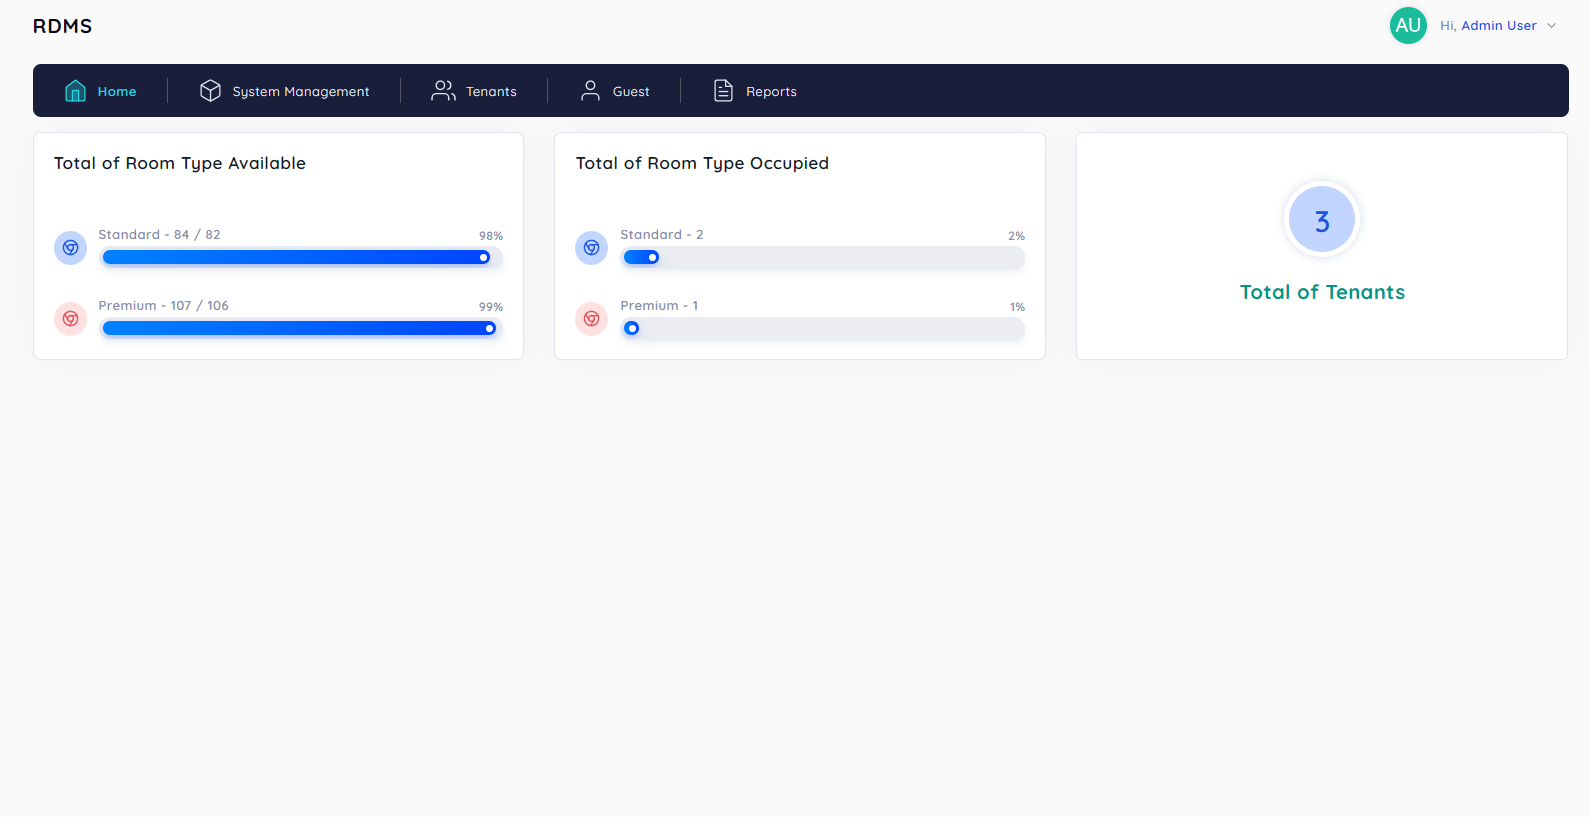 RDMS
AU Hi, Admin User
Home System Management Tenants Guest Reports
Total of Room Type Available
Standard - 84 / 82 98%
Premium - 107 / 106 99%
Total of Room Type Occupied
Standard - 2 2%
Premium - 1 1%
3
Total of Tenants